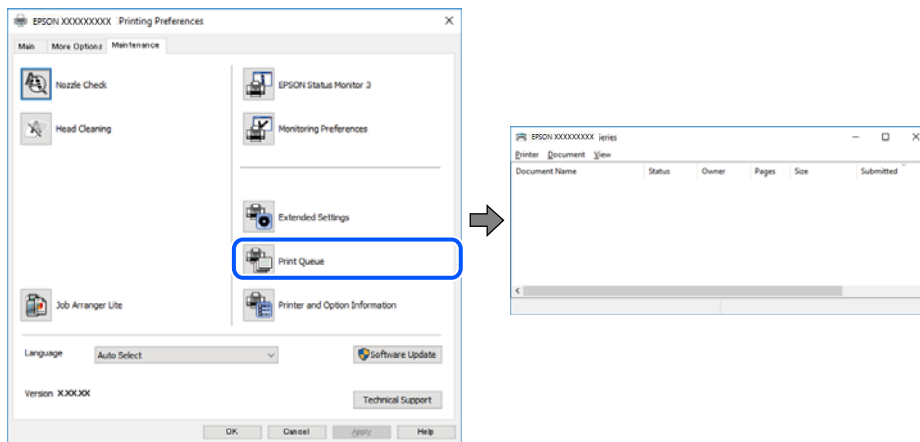 EPSON XXXXXXXXX Printing Preferences
Main More Options Maintenance
Nozzle Check
EPSON Status Monitor 3
Head Cleaning
Monitoring Preferences
Extended Settings
Print Queue
Job Arranger Lite
Printer and Option Information
Language
Auto Select
Software Update
Version X.XX.XX
Technical Support
OK Cancel Apply Help
EPSON XXXXXXXXX series
Printer Document View
Document Name Status Owner Pages Size Submitted